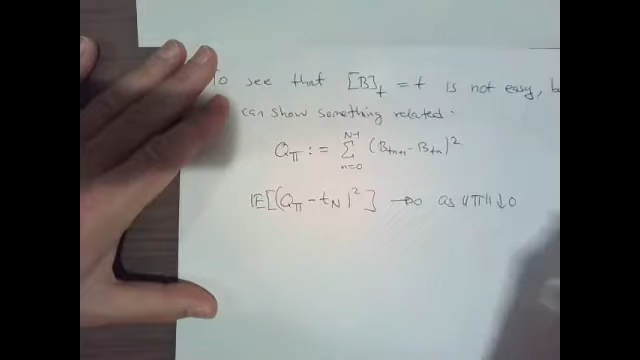 To see that [B]_t = t is not easy, b
can show something related.
Q_Π := Σ_{n=0}^{N-1} (B_{t_{n+1}} - B_{t_n})^2
𝔼[(Q_Π - t_N)^2] → 0 as ||Π|| ↓ 0